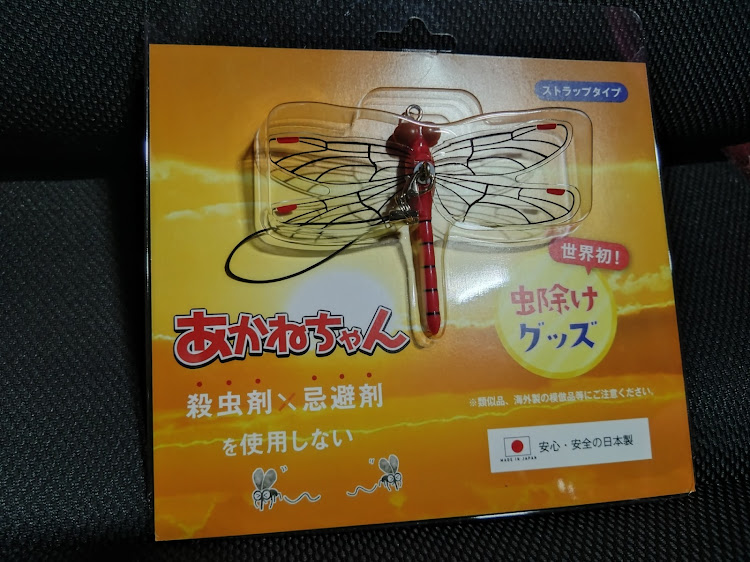 ストラップタイプ
世界初!
虫除け
グッズ
あかねちゃん
殺虫剤×忌避剤
を使用しない
※類似品、海外製の模倣品等にご注意ください。
MADE IN JAPAN
安心・安全の日本製